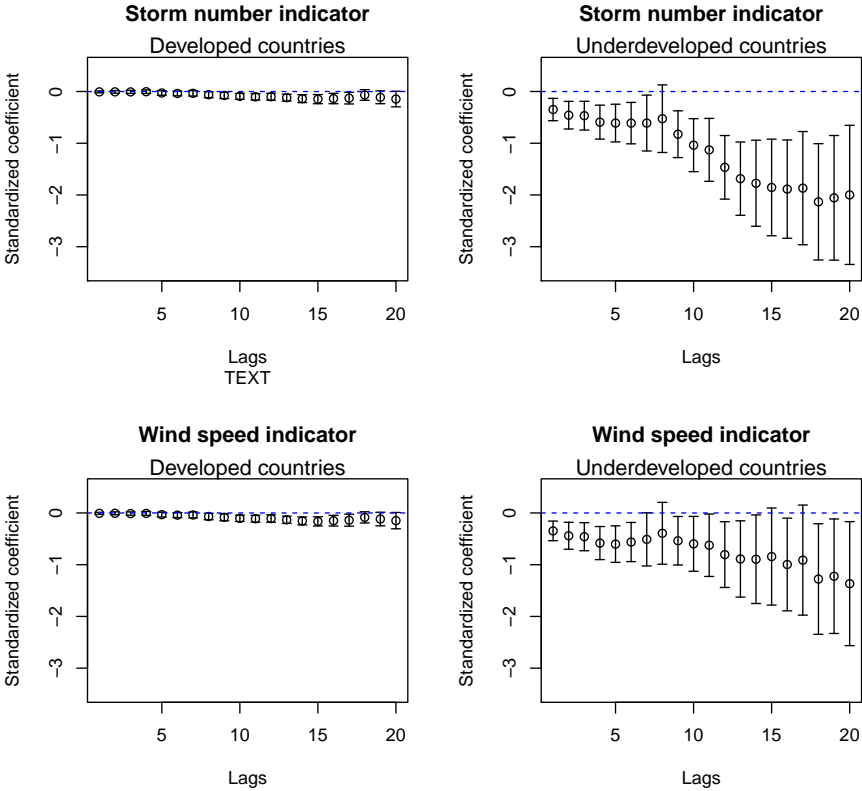 Storm number indicator
Developed countries
Standardized coefficient
0
−1
−2
−3
5 10 15 20
Lags
TEXT
Storm number indicator
Underdeveloped countries
Standardized coefficient
0
−1
−2
−3
5 10 15 20
Lags
Wind speed indicator
Developed countries
Standardized coefficient
0
−1
−2
−3
5 10 15 20
Lags
Wind speed indicator
Underdeveloped countries
Standardized coefficient
0
−1
−2
−3
5 10 15 20
Lags